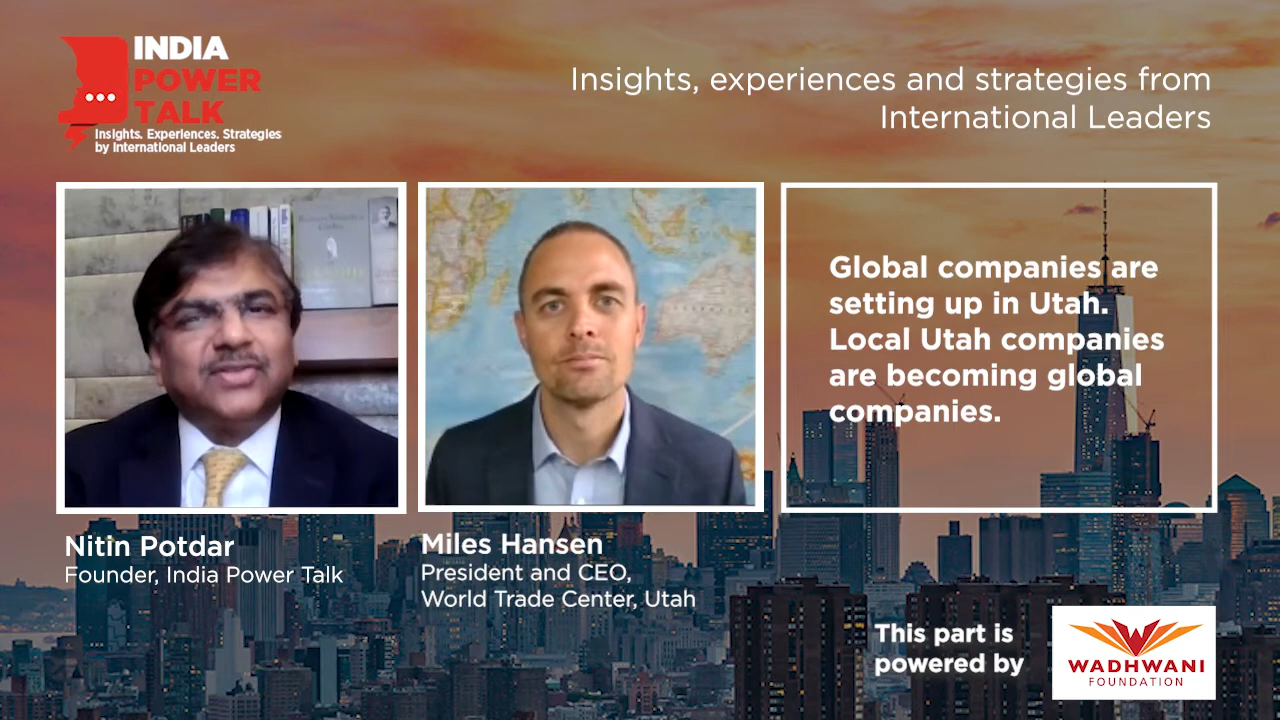 INDIA
POWER
TALK
Insights. Experiences. Strategies
by International Leaders
Insights, experiences and strategies from
International Leaders
Global companies are
setting up in Utah.
Local Utah companies
are becoming global
companies.
Nitin Potdar
Founder, India Power Talk
Miles Hansen
President and CEO,
World Trade Center, Utah
This part is
powered by
WADHWANI
FOUNDATION